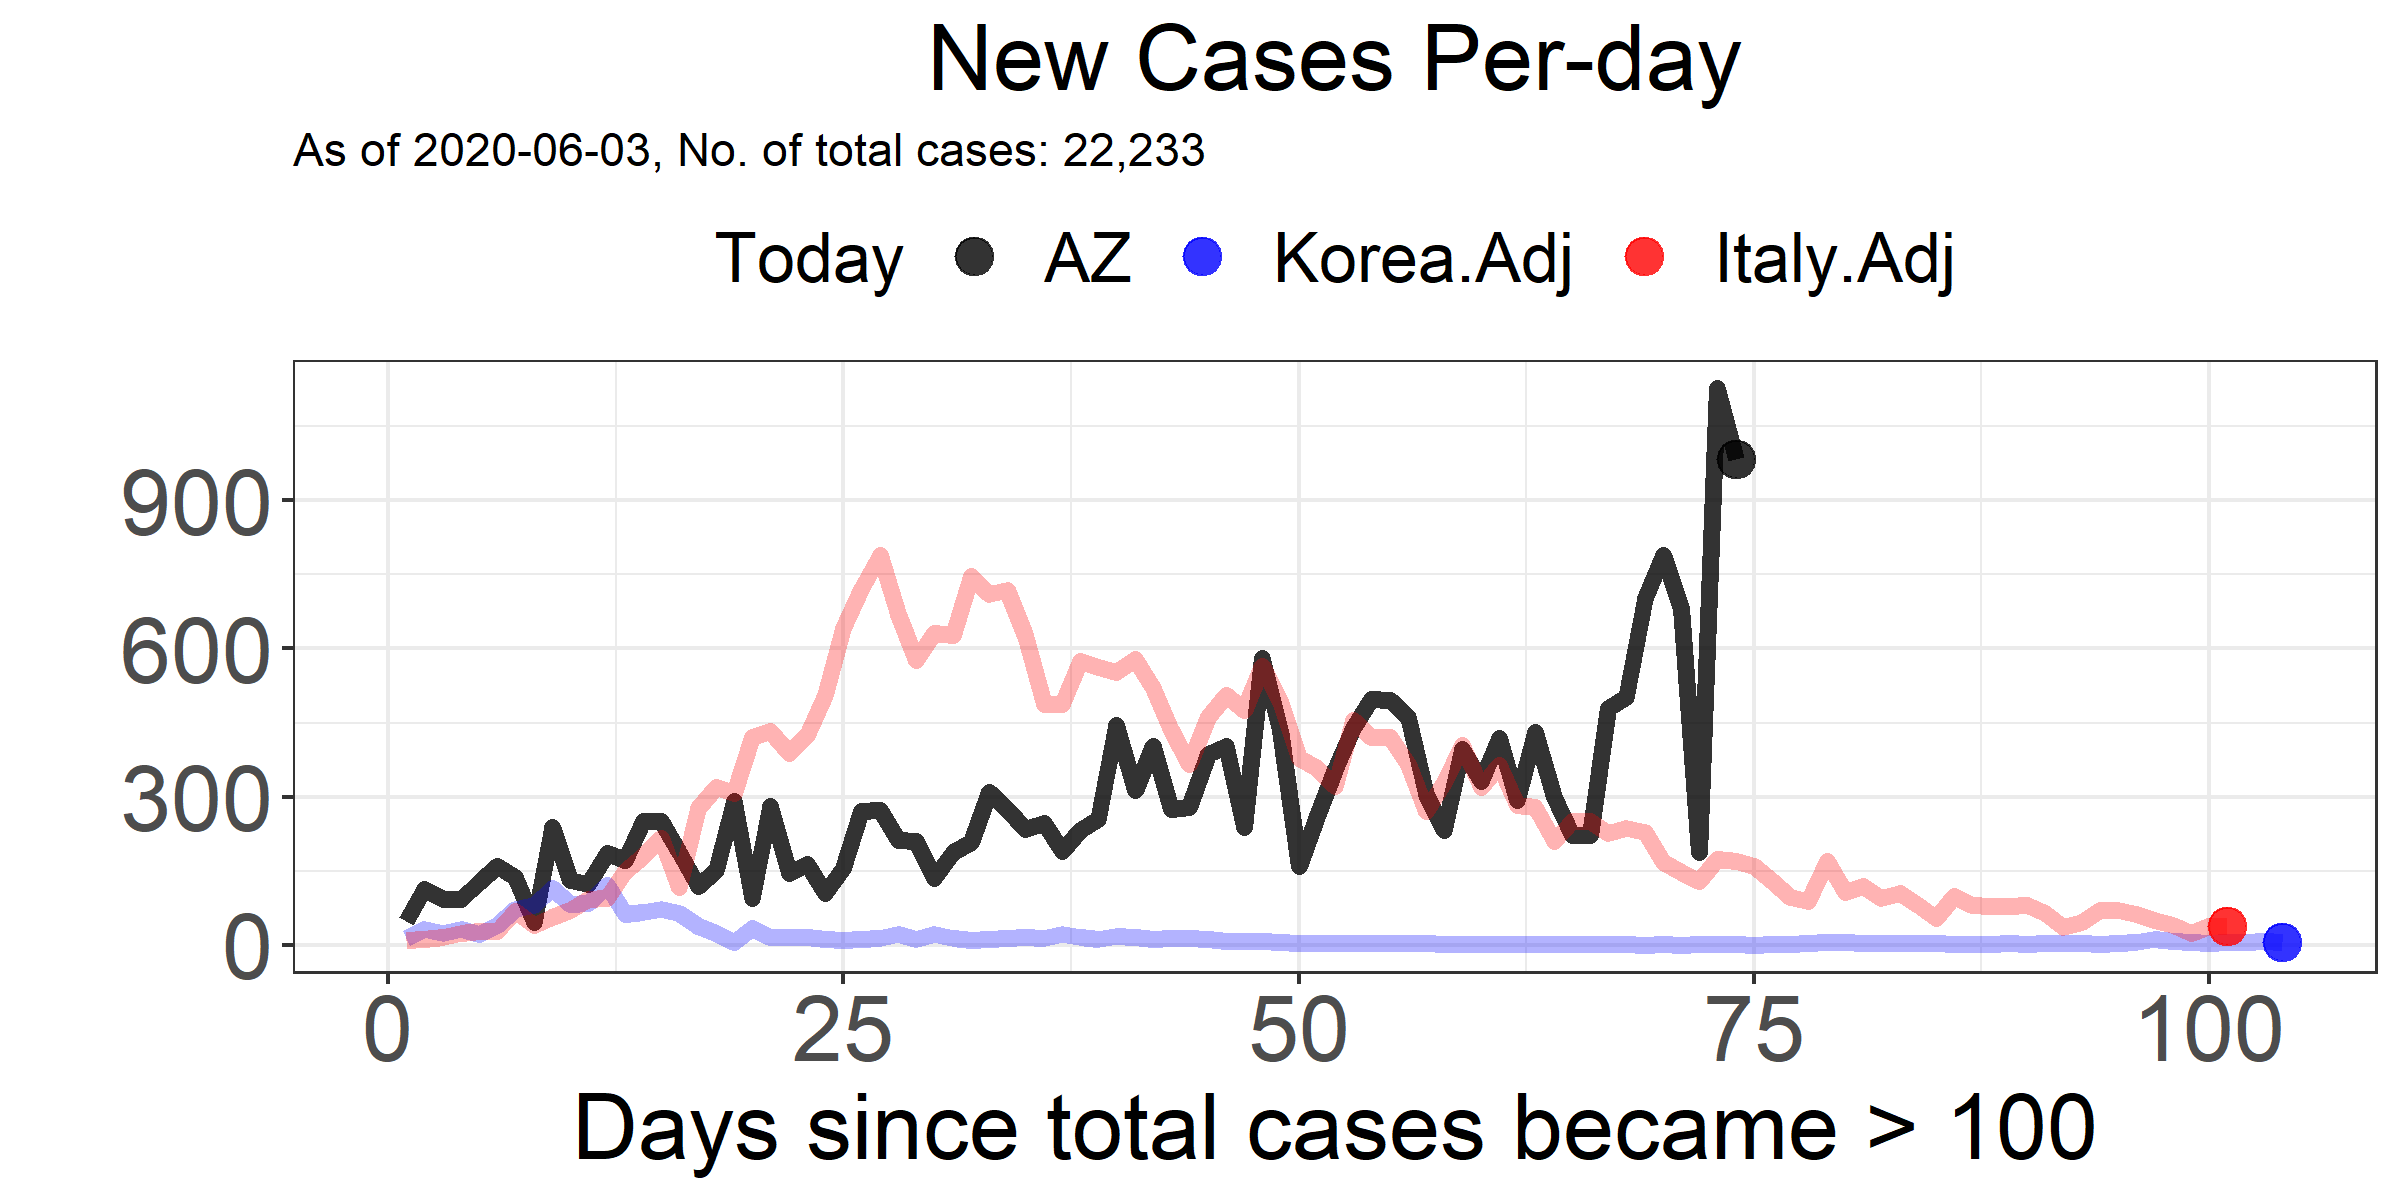 New Cases Per-day
As of 2020-06-03, No. of total cases: 22,233
Today AZ Korea.Adj Italy.Adj
900
600
300
0
0 25 50 75 100
Days since total cases became > 100